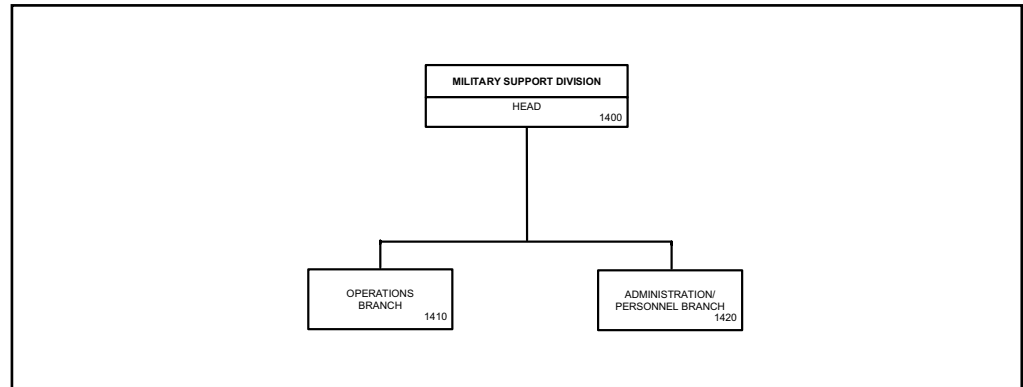 MILITARY SUPPORT DIVISION
HEAD
1400
OPERATIONS
BRANCH
1410
ADMINISTRATION/
PERSONNEL BRANCH
1420